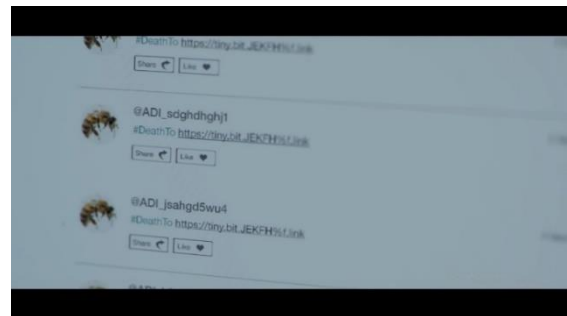 #DeathTo https://tiny.bit.JEKFH%f.link
Share Like
@ADI_sdghdhghj1
#DeathTo https://tiny.bit.JEKFH%f.link
Share Like
@ADI_jsahgd5wu4
#DeathTo https://tiny.bit.JEKFH%f.link
Share Like